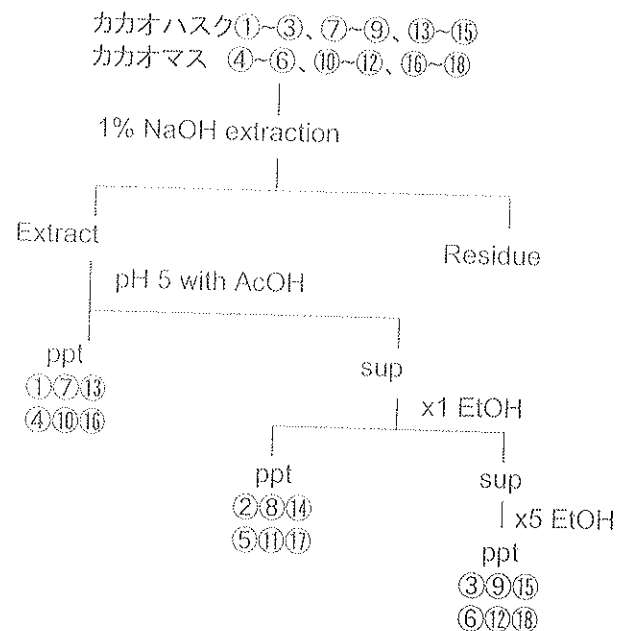 カカオハスク①~③、⑦~⑨、⑬~⑮
カカオマス ④~⑥、⑩~⑫、⑯~⑱
1% NaOH extraction
Extract
Residue
pH 5 with AcOH
ppt
①⑦⑬
④⑩⑯
sup
x1 EtOH
ppt
②⑧⑭
⑤⑪⑰
sup
x5 EtOH
ppt
③⑨⑮
⑥⑫⑱